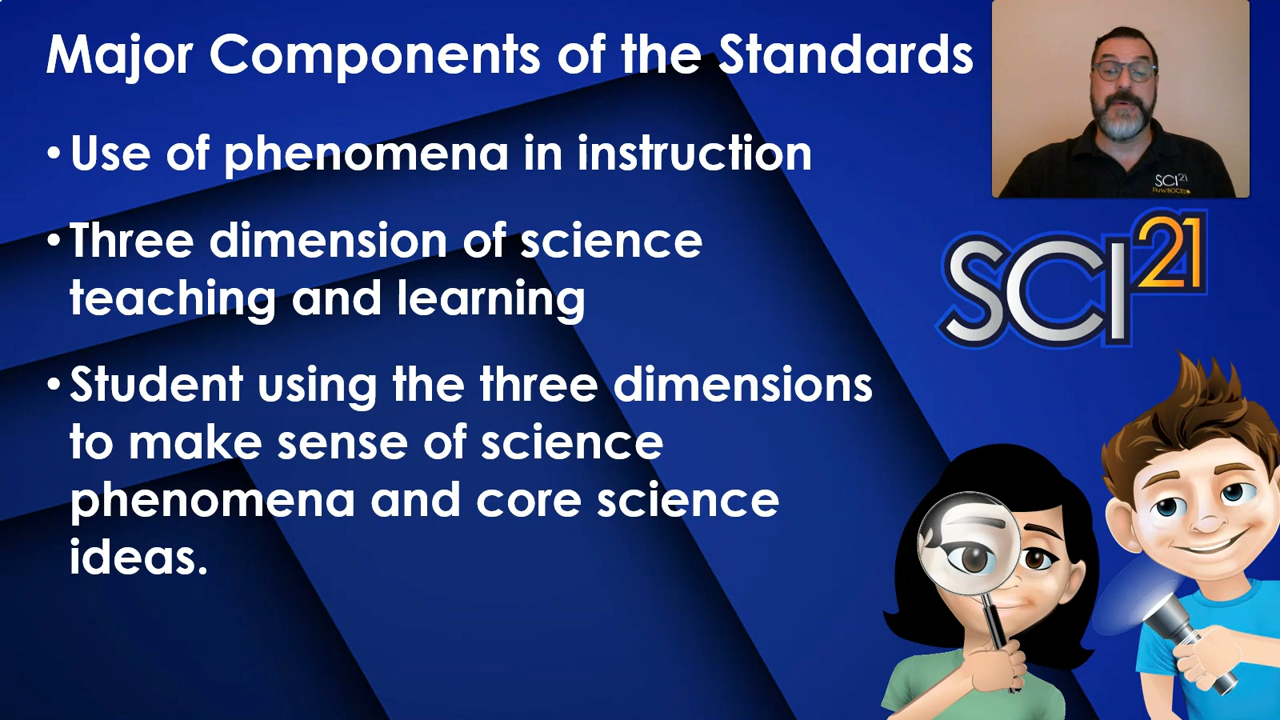 Major Components of the Standards
• Use of phenomena in instruction
• Three dimension of science
teaching and learning
• Student using the three dimensions
to make sense of science
phenomena and core science
ideas.
SCI21
SCI21